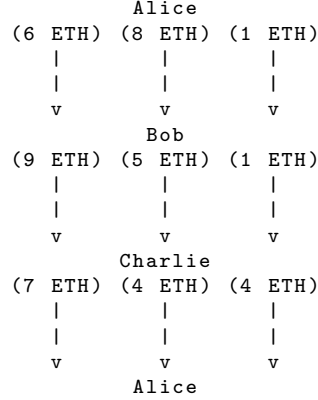 Alice
(6 ETH) (8 ETH) (1 ETH)
| | |
| | |
v v v
Bob
(9 ETH) (5 ETH) (1 ETH)
| | |
| | |
v v v
Charlie
(7 ETH) (4 ETH) (4 ETH)
| | |
| | |
v v v
Alice